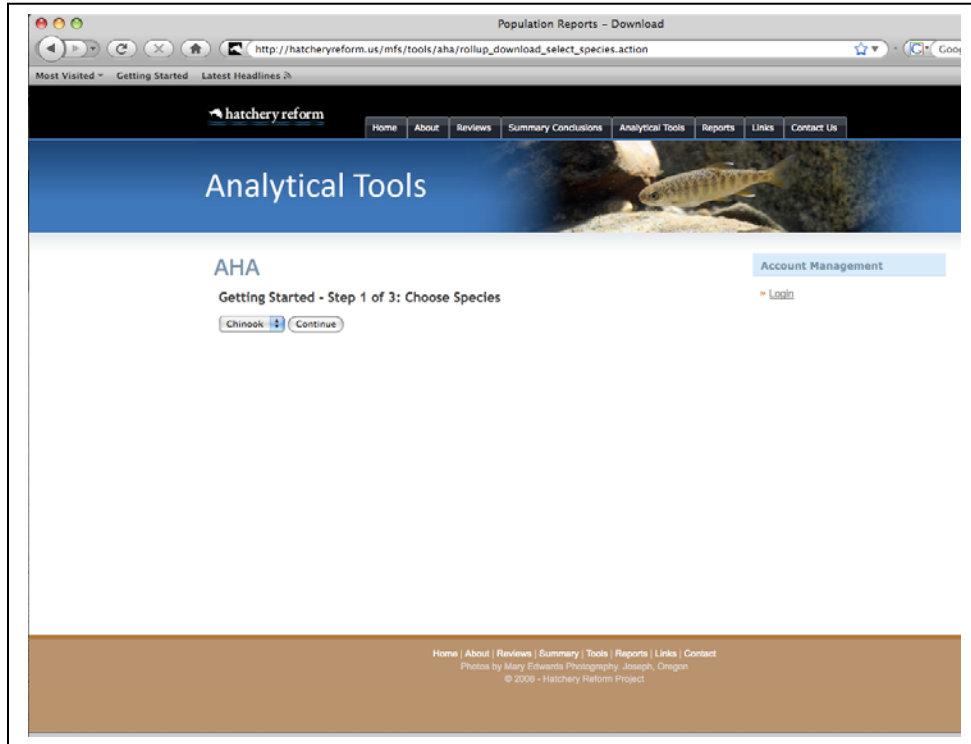 Population Reports – Download
http://hatcheryreform.us/mfs/tools/aha/rollup_download_select_species.action
Most Visited Getting Started Latest Headlines
hatchery reform
Home About Reviews Summary Conclusions Analytical Tools Reports Links Contact Us
Analytical Tools
AHA
Account Management
Getting Started - Step 1 of 3: Choose Species
» Login
Chinook Continue
Home | About | Reviews | Summary | Tools | Reports | Links | Contact
Photos by Mary Edwards Photography. Joseph, Oregon
© 2008 - Hatchery Reform Project